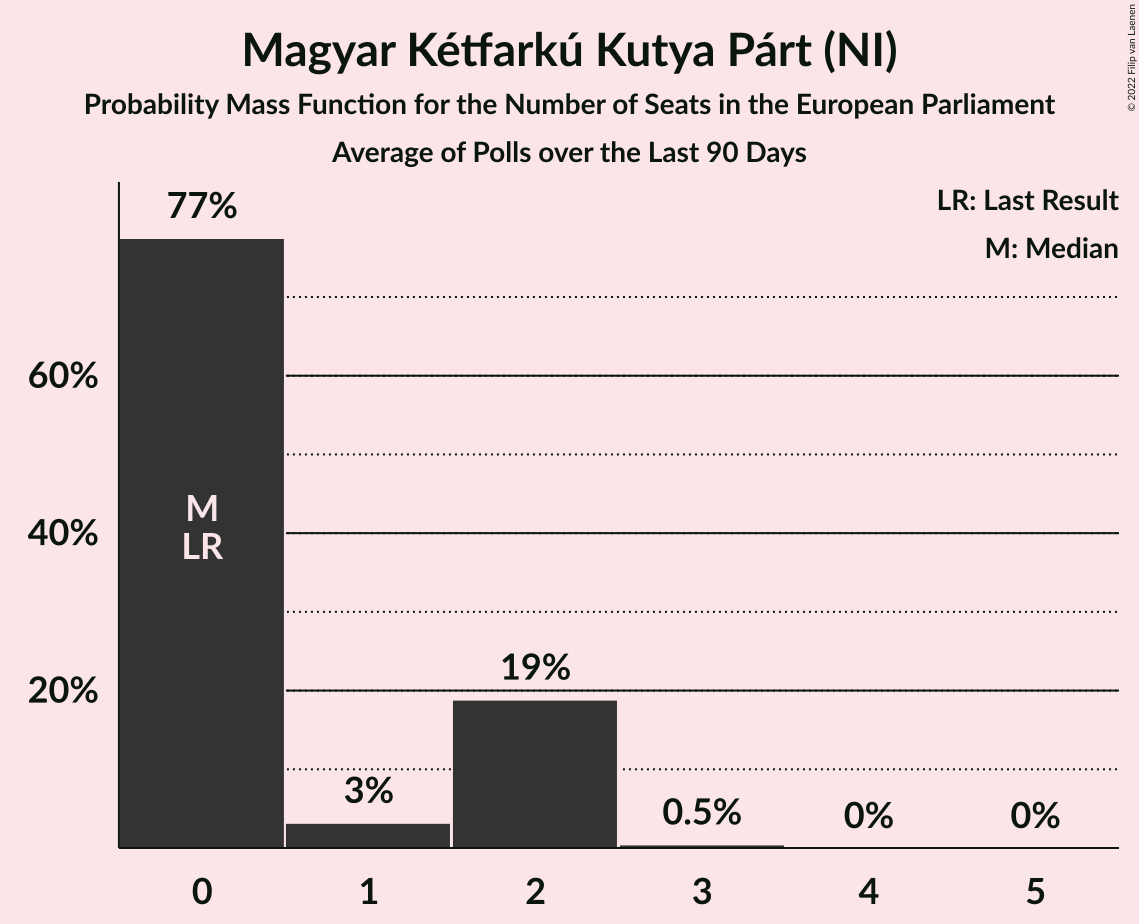 Magyar Kétfarkú Kutya Párt (NI)
Probability Mass Function for the Number of Seats in the European Parliament
Average of Polls over the Last 90 Days
© 2022 Filip van Laenen
LR: Last Result
M: Median
77%
60%
40%
20%
M
LR
3%
19%
0.5%
0%
0%
0 1 2 3 4 5